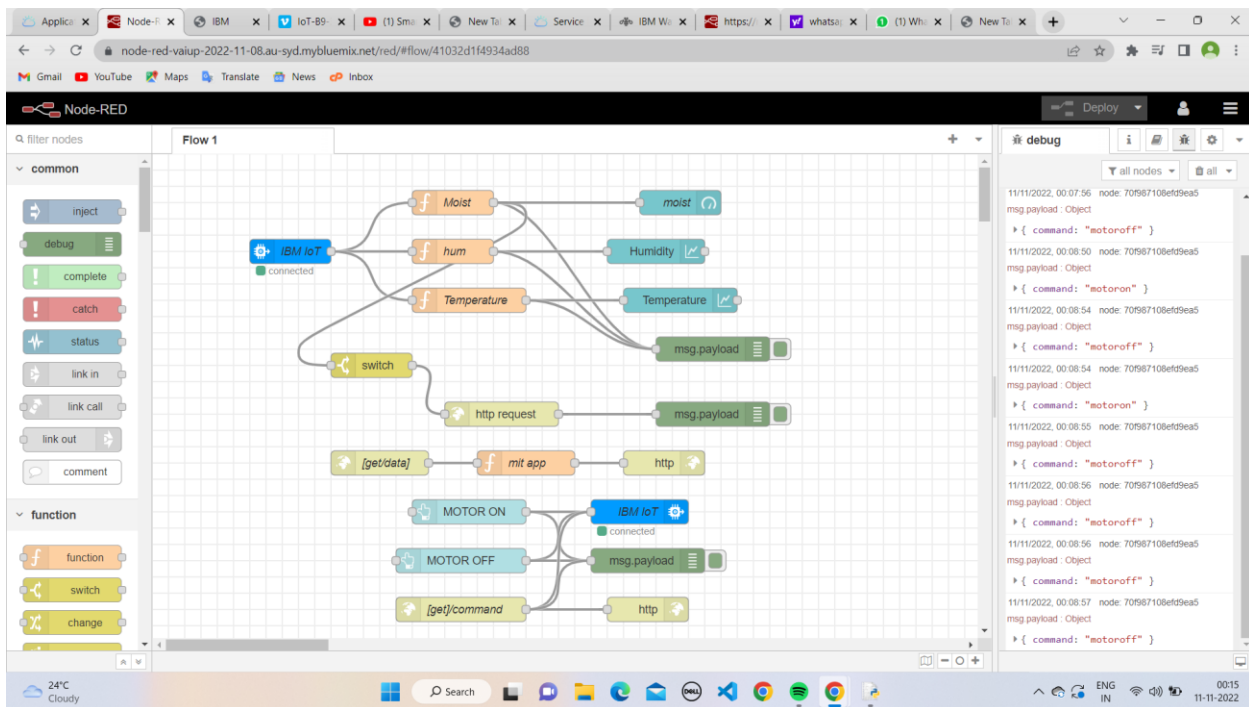 Applica
Node-R
IBM
IoT-B9-
(1) Sma
New Tal
Service
IBM Wa
https://
whatsap
(1) Wha
New Ta
node-red-vaiup-2022-11-08.au-syd.mybluemix.net/red/#flow/41032d1f4934ad88
Gmail YouTube Maps Translate News Inbox
Node-RED
Deploy
filter nodes
Flow 1
debug
common
all nodes
all
inject
debug
complete
catch
status
link in
link call
link out
comment
function
function
switch
change
Moist
moist
IBM IoT
connected
hum
Humidity
Temperature
Temperature
msg.payload
switch
http request
msg.payload
[get/data]
mit app
http
MOTOR ON
IBM IoT
connected
MOTOR OFF
msg.payload
[get]/command
http
11/11/2022, 00:07:56 node: 70f987108efd9ea5
msg.payload : Object
{ command: "motoroff" }
11/11/2022, 00:08:50 node: 70f987108efd9ea5
msg.payload : Object
{ command: "motoron" }
11/11/2022, 00:08:54 node: 70f987108efd9ea5
msg.payload : Object
{ command: "motoroff" }
11/11/2022, 00:08:54 node: 70f987108efd9ea5
msg.payload : Object
{ command: "motoron" }
11/11/2022, 00:08:55 node: 70f987108efd9ea5
msg.payload : Object
{ command: "motoroff" }
11/11/2022, 00:08:56 node: 70f987108efd9ea5
msg.payload : Object
{ command: "motoroff" }
11/11/2022, 00:08:56 node: 70f987108efd9ea5
msg.payload : Object
{ command: "motoroff" }
11/11/2022, 00:08:57 node: 70f987108efd9ea5
msg.payload : Object
{ command: "motoroff" }
24°C
Cloudy
Search
ENG
IN
00:15
11-11-2022